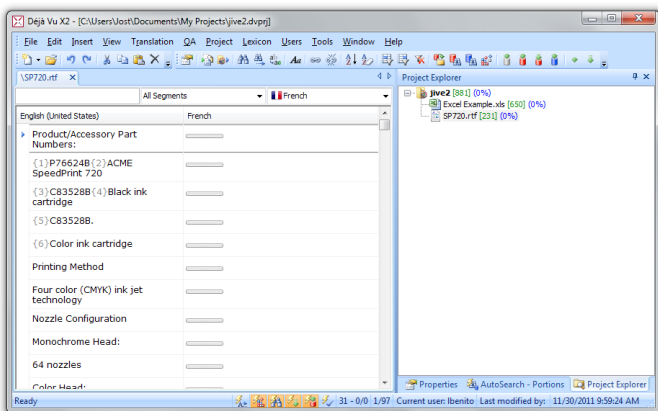 Déjà Vu X2 - [C:\Users\Jost\Documents\My Projects\jive2.dvprj]
File Edit Insert View Translation QA Project Lexicon Users Tools Window Help
\SP720.rtf
All Segments
French
English (United States)
French
Product/Accessory Part
Numbers:
{1}P76624B{2}ACME
SpeedPrint 720
{3}C83528B{4}Black ink
cartridge
{5}C83528B.
{6}Color ink cartridge
Printing Method
Four color (CMYK) ink jet
technology
Nozzle Configuration
Monochrome Head:
64 nozzles
Color Head:
Project Explorer
jive2 [881] (0%)
Excel Example.xls [650] (0%)
SP720.rtf [231] (0%)
Properties AutoSearch - Portions Project Explorer
Ready
31 - 0/0 1/97 Current user: lbenito Last modified by: 11/30/2011 9:59:24 AM